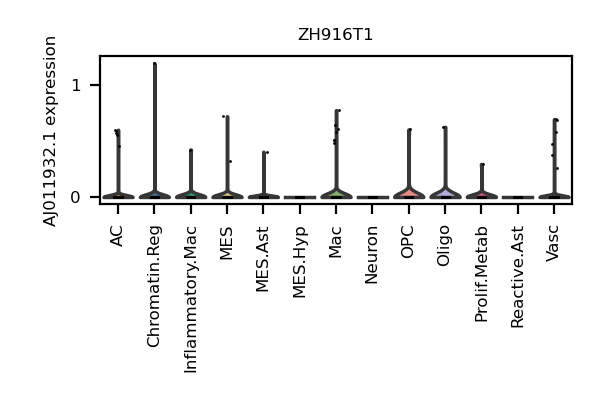 ZH916T1
AJ011932.1 expression
1
0
AC
Chromatin.Reg
Inflammatory.Mac
MES
MES.Ast
MES.Hyp
Mac
Neuron
OPC
Oligo
Prolif.Metab
Reactive.Ast
Vasc